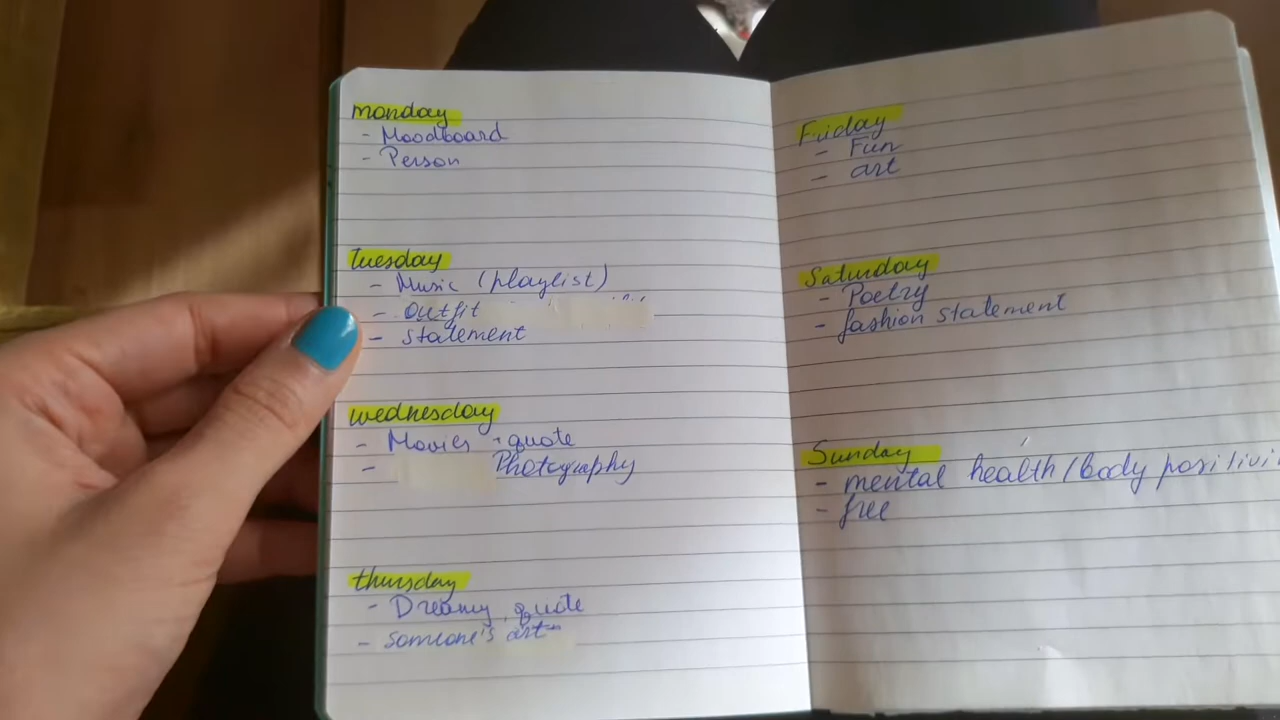 monday
- Moodboard
- Person
Tuesday
- Music (playlist)
- outfit
- statement
wednesday
- Movies - quote
- Photography
thursday
- Dreamy quote
- someone's art
Friday
- Fun
- art
Saturday
- Poetry
- fashion statement
Sunday
- mental health/body positivi
- free